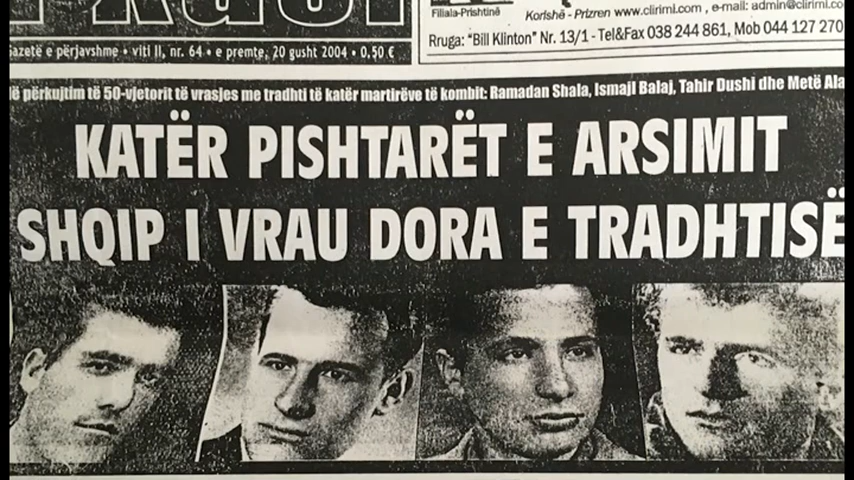 Filiala-Prishtinë
Korishë - Prizren www.clirimi.com , e-mail: admin@clirimi.co
Rruga: "Bill Klinton" Nr. 13/1 - Tel&Fax 038 244 861, Mob 044 127 270
Gazetë e përjavshme • viti II, nr. 64 • e premte, 20 gusht 2004 • 0,50 €
përkujtim të 50-vjetorit të vrasjes me tradhti të katër martirëve të kombit: Ramadan Shala, Ismajl Balaj, Tahir Dushi dhe Metë Ala
KATËR PISHTARËT E ARSIMIT
SHQIP I VRAU DORA E TRADHTISË